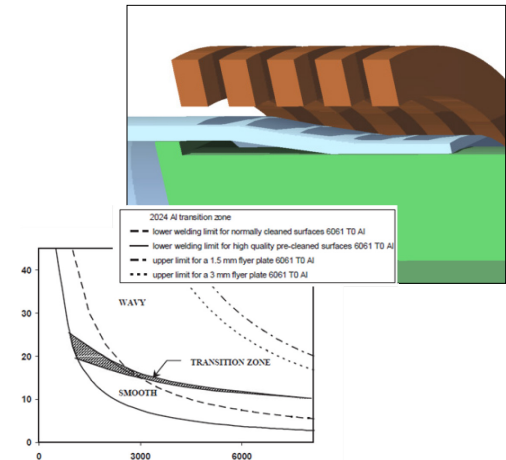 2024 Al transition zone
lower welding limit for normally cleaned surfaces 6061 T0 Al
lower welding limit for high quality pre-cleaned surfaces 6061 T0 Al
upper limit for a 1.5 mm flyer plate 6061 T0 Al
upper limit for a 3 mm flyer plate 6061 T0 Al
40
WAVY
30
20
TRANSITION ZONE
10
SMOOTH
0
0 3000 6000